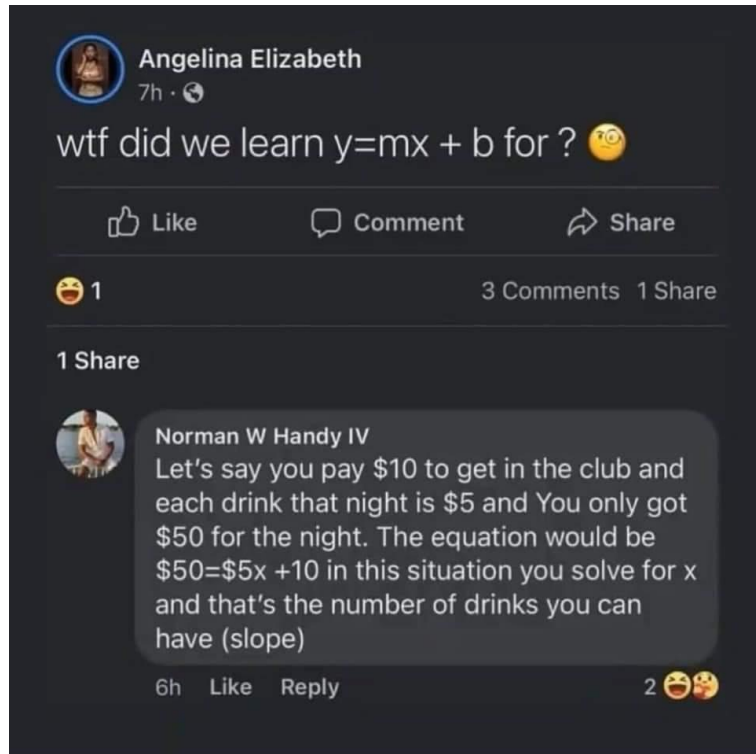 Angelina Elizabeth
7h ·
wtf did we learn y=mx + b for ? 🧐
Like Comment Share
😆 1 3 Comments 1 Share
1 Share
Norman W Handy IV
Let's say you pay $10 to get in the club and
each drink that night is $5 and You only got
$50 for the night. The equation would be
$50=$5x +10 in this situation you solve for x
and that's the number of drinks you can
have (slope)
6h Like Reply 2